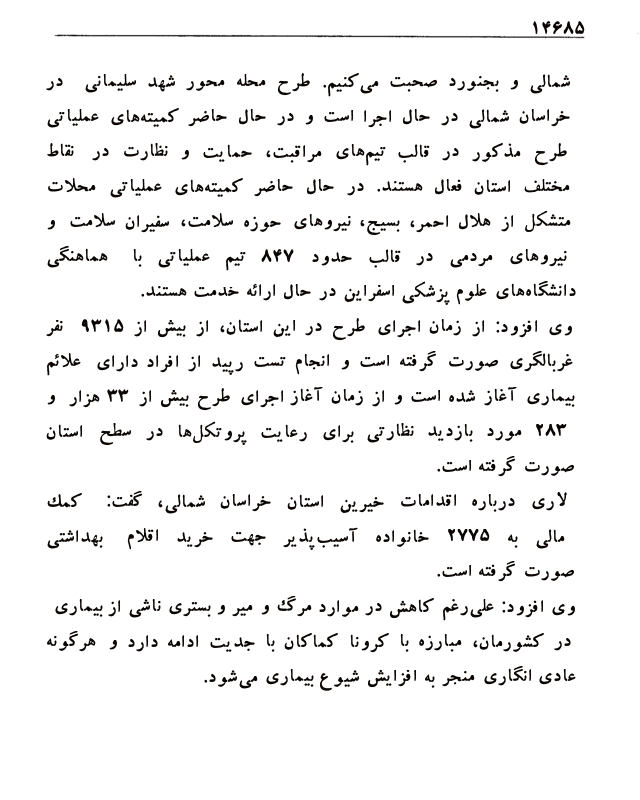 ۱۴۶۸۵
شمالی و بجنورد صحبت می‌کنیم. طرح محله محور شهد سلیمانی در
خراسان شمالی در حال اجرا است و در حال حاضر کمیته‌های عملیاتی
طرح مذکور در قالب تیم‌های مراقبت، حمایت و نظارت در نقاط
مختلف استان فعال هستند. در حال حاضر کمیته‌های عملیاتی محلات
متشکل از هلال احمر، بسیج، نیروهای حوزه سلامت، سفیران سلامت و
نیروهای مردمی در قالب حدود ۸۴۷ تیم عملیاتی با هماهنگی
دانشگاه‌های علوم پزشکی اسفراین در حال ارائه خدمت هستند.
وی افزود: از زمان اجرای طرح در این استان، از بیش از ۹۳۱۵ نفر
غربالگری صورت گرفته است و انجام تست رپید از افراد دارای علائم
بیماری آغاز شده است و از زمان آغاز اجرای طرح بیش از ۳۳ هزار و
۲۸۳ مورد بازدید نظارتی برای رعایت پروتکل‌ها در سطح استان
صورت گرفته است.
لاری درباره اقدامات خیرین استان خراسان شمالی، گفت: کمک
مالی به ۲۷۷۵ خانواده آسیب‌پذیر جهت خرید اقلام بهداشتی
صورت گرفته است.
وی افزود: علی‌رغم کاهش در موارد مرگ و میر و بستری ناشی از بیماری
در کشورمان، مبارزه با کرونا کماکان با جدیت ادامه دارد و هرگونه
عادی انگاری منجر به افزایش شیوع بیماری می‌شود.